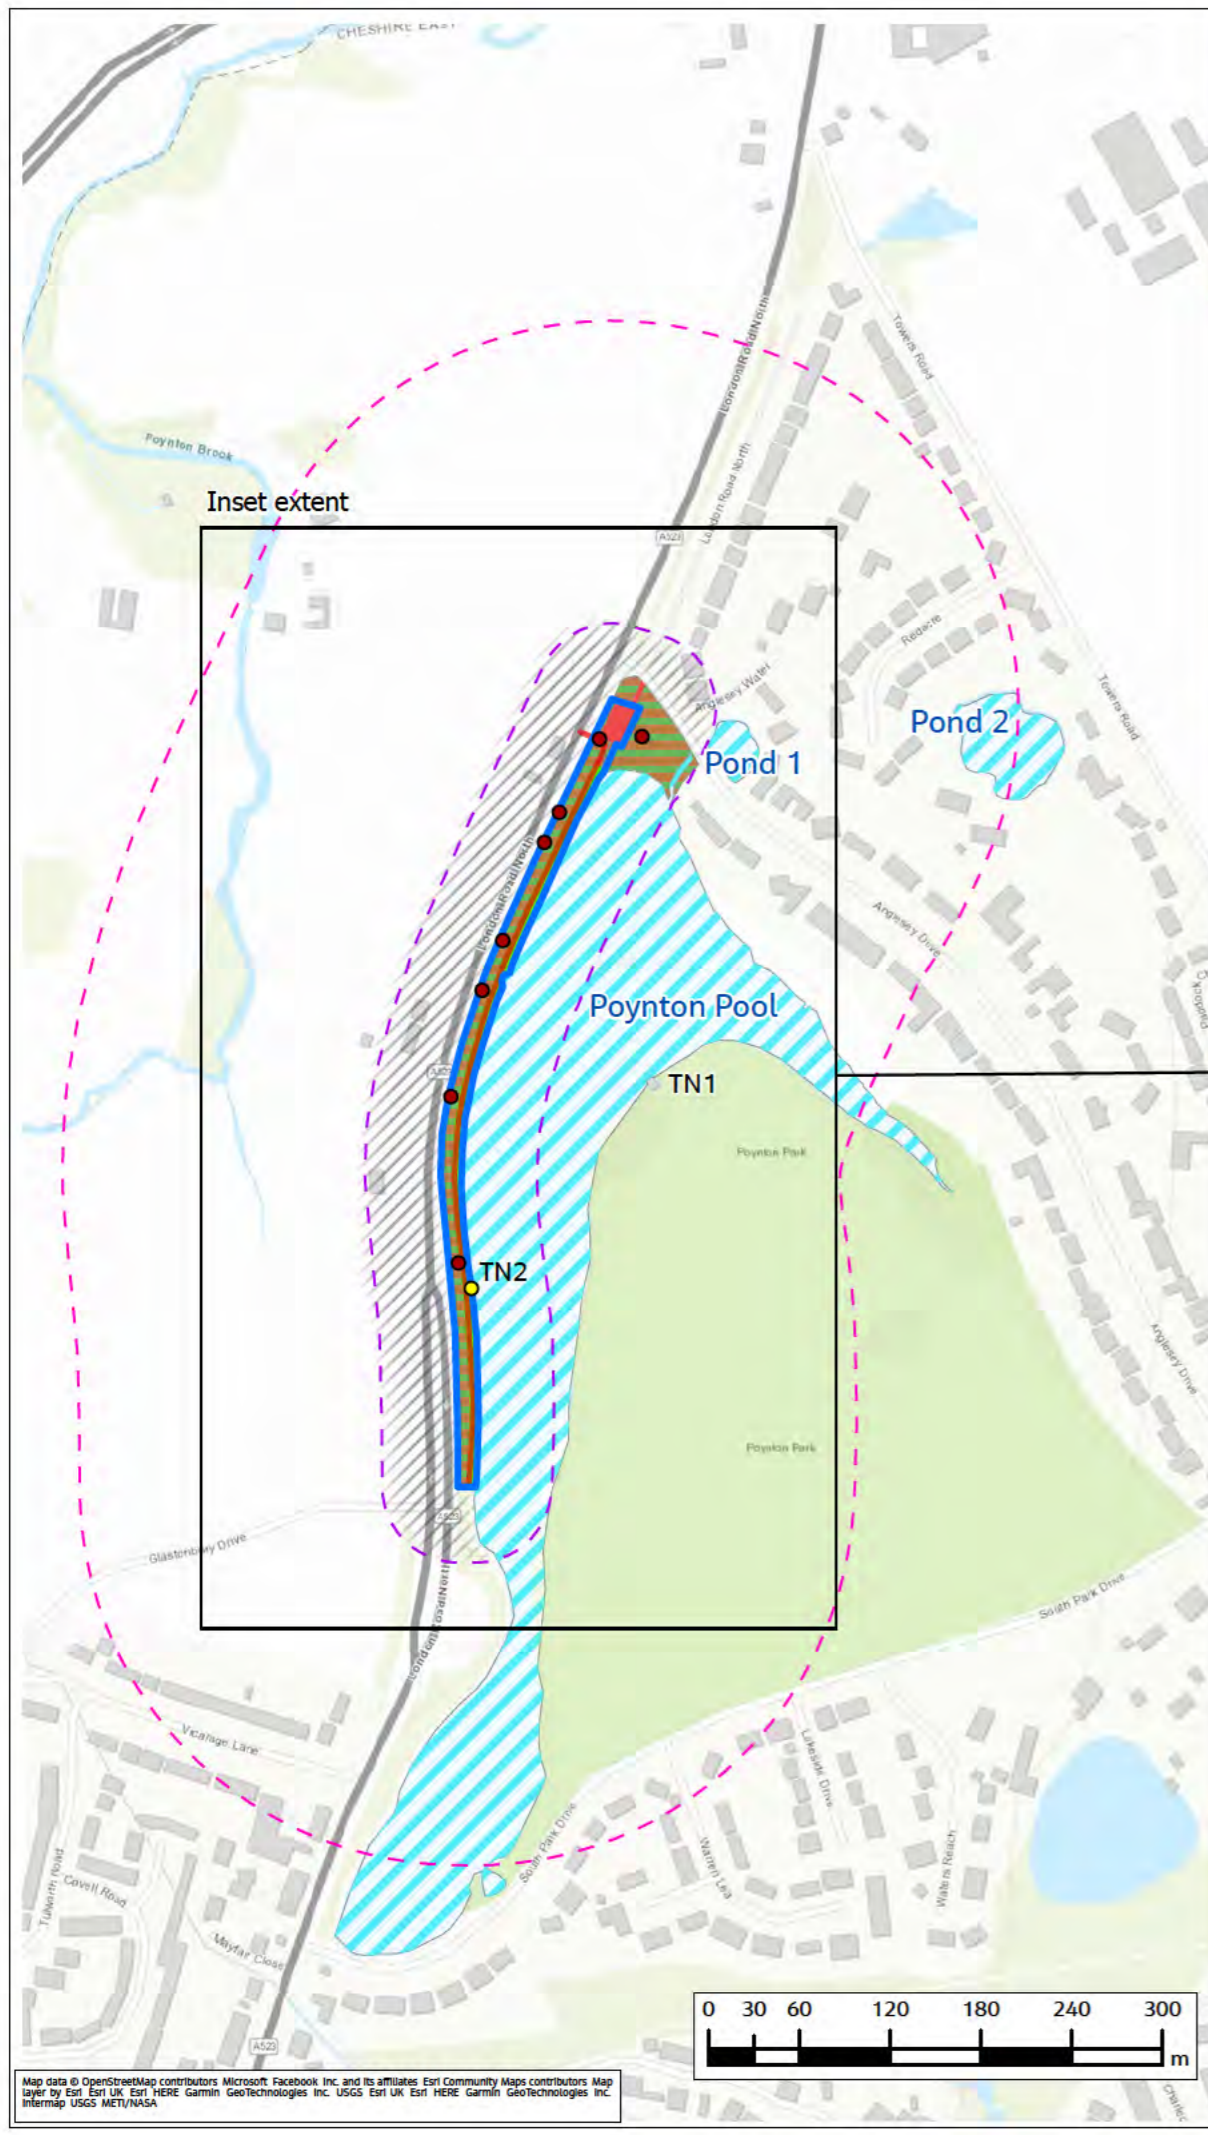 CHESHIRE EAST
London Road North
Towers Road
Poynton Brook
London Road North
Inset extent
A523
Redacre
Towers Road
Anglesey Water
Pond 2
Pond 1
London Road North
Anglesey Drive
Paddock
Poynton Pool
A523
TN1
Poynton Park
TN2
Anglesey Drive
Poynton Park
A523
Glastonbury Drive
South Park Drive
London Road North
Vicarage Lane
Lakeside Drive
South Park Drive
Warren Lea
Waters Reach
Tulworth Road
Covell Road
Mayfair Close
A523
0 30 60 120 180 240 300
m
Map data © OpenStreetMap contributors Microsoft Facebook Inc. and its affiliates Esri Community Maps contributors Map
layer by Esri Esri UK Esri HERE Garmin GeoTechnologies Inc. USGS Esri UK Esri HERE Garmin GeoTechnologies Inc.
Intermap USGS METI/NASA